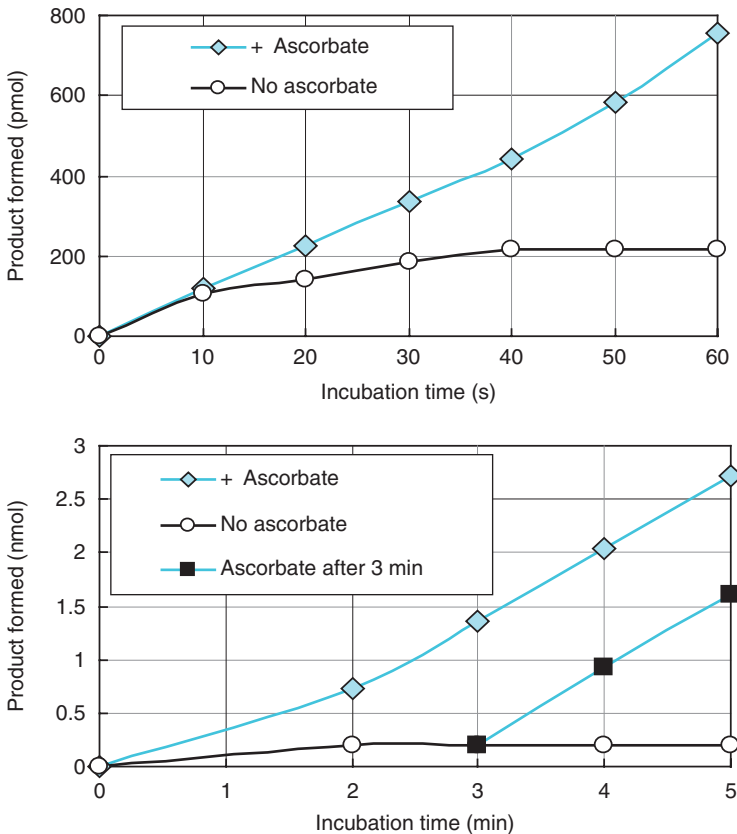 800
600
400
200
0
Product formed (pmol)
+ Ascorbate
No ascorbate
0 10 20 30 40 50 60
Incubation time (s)
3
2.5
2
1.5
1
0.5
0
Product formed (nmol)
+ Ascorbate
No ascorbate
Ascorbate after 3 min
0 1 2 3 4 5
Incubation time (min)